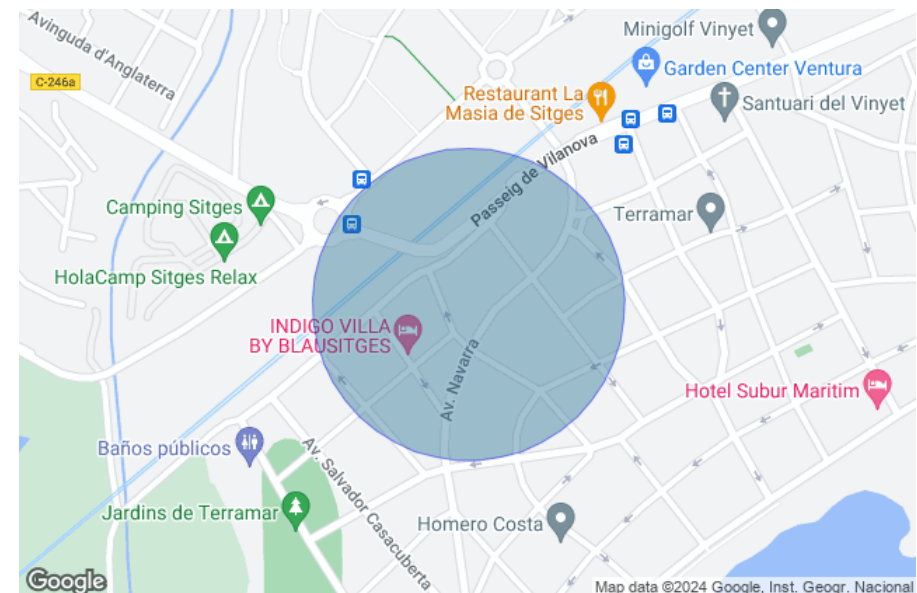 Minigolf Vinyet
Avinguda d'Anglaterra
C-246a
Garden Center Ventura
Restaurant La
Masia de Sitges
Santuari del Vinyet
Passeig de Vilanova
Camping Sitges
Terramar
HolaCamp Sitges Relax
INDIGO VILLA
BY BLAUSITGES
Av. Navarra
Hotel Subur Maritim
Baños públicos
Av. Salvador Casacuberta
Jardins de Terramar
Homero Costa
Google
Map data ©2024 Google, Inst. Geogr. Nacional